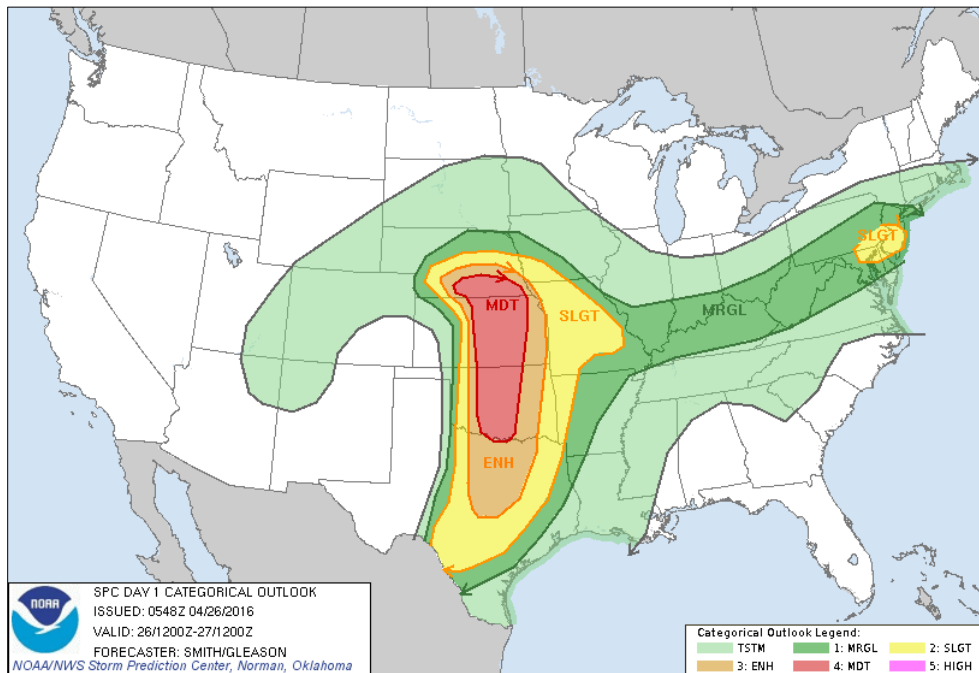 SLGT
MDT
SLGT
MRGL
ENH
NOAA
SPC DAY 1 CATEGORICAL OUTLOOK
ISSUED: 0548Z 04/26/2016
VALID: 26/1200Z-27/1200Z
FORECASTER: SMITH/GLEASON
NOAA/NWS Storm Prediction Center, Norman, Oklahoma
Categorical Outlook Legend:
TSTM 1: MRGL 2: SLGT
3: ENH 4: MDT 5: HIGH